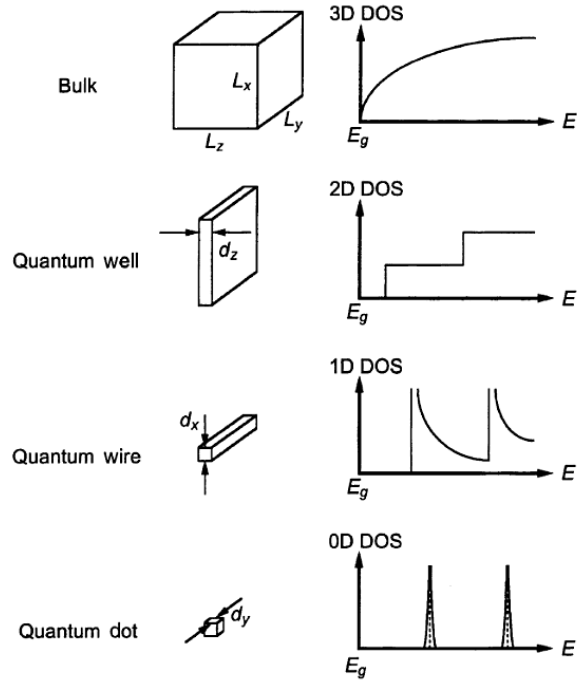 3D DOS
Bulk
L_x
L_y
L_z
E_g
E
2D DOS
Quantum well
d_z
E_g
E
1D DOS
d_x
Quantum wire
E_g
E
0D DOS
d_y
Quantum dot
E_g
E